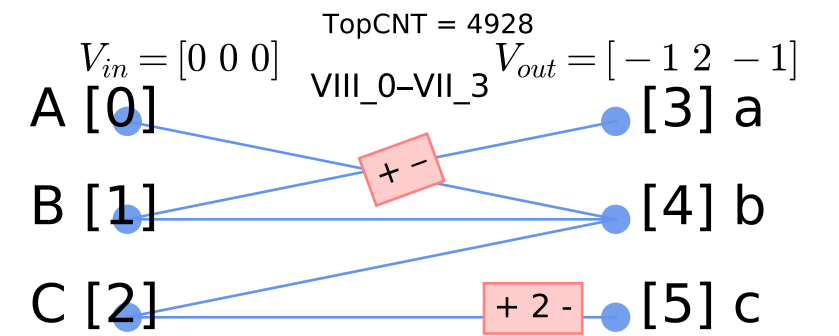 TopCNT = 4928
V_in = [0 0 0]
V_out = [−1 2 −1]
VIII_0–VII_3
A [0]
[3] a
+ −
B [1]
[4] b
C [2]
+ 2 -
[5] c